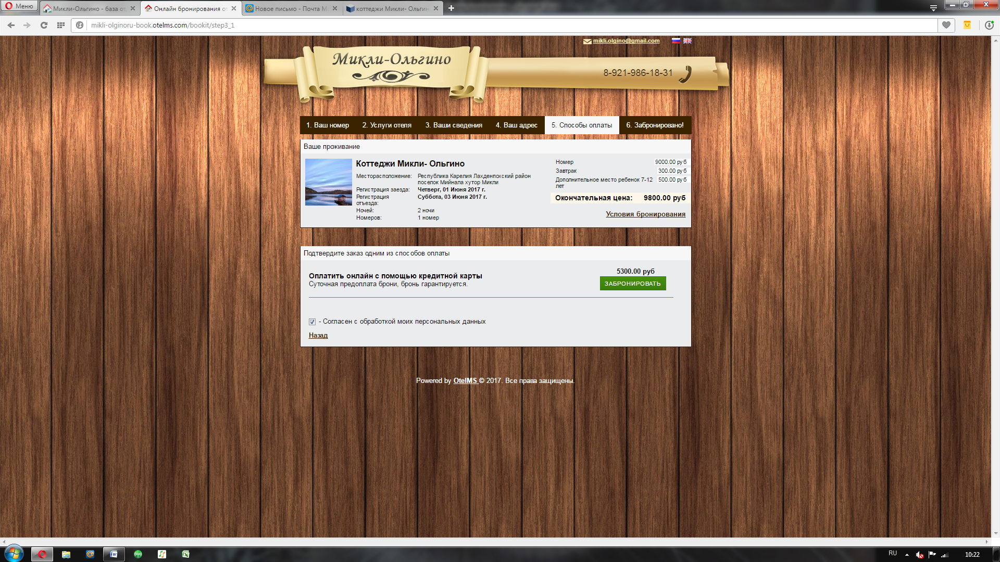 Меню
Микли-Ольгино - база от
Онлайн бронирования от
Новое письмо - Почта Ma
коттеджи Микли- Ольгин
mikli-olginoru-book.otelms.com/bookit/step3_1
mikli.olgino@gmail.com
Микли-Ольгино
8-921-986-18-31
1. Ваш номер
2. Услуги отеля
3. Ваши сведения
4. Ваш адрес
5. Способы оплаты
6. Забронировано!
Ваше проживание
Коттеджи Микли- Ольгино
Месторасположение: Республика Карелия Лахденпохский район
поселок Мийнала хутор Микли
Регистрация заезда: Четверг, 01 Июня 2017 г.
Регистрация Суббота, 03 Июня 2017 г.
отъезда:
Ночей: 2 ночи
Номеров: 1 номер
Номер 9000.00 руб
Завтрак 300.00 руб
Дополнительное место ребенок 7-12 500.00 руб
лет
Окончательная цена: 9800.00 руб
Условия бронирования
Подтвердите заказ одним из способов оплаты
Оплатить онлайн с помощью кредитной карты
Суточная предоплата брони, бронь гарантируется.
5300.00 руб
ЗАБРОНИРОВАТЬ
- Согласен с обработкой моих персональных данных
Назад
Powered by OtelMS © 2017. Все права защищены.
RU
10:22